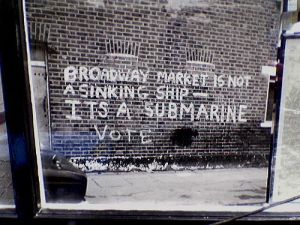 BROADWAY MARKET IS NOT
A SINKING SHIP —
ITS A SUBMARINE
VOTE